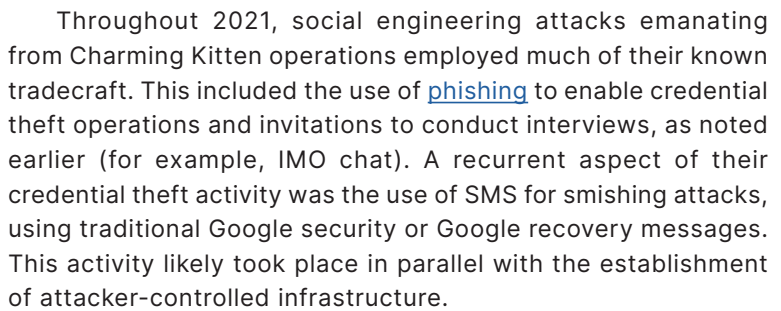 Throughout 2021, social engineering attacks emanating
from Charming Kitten operations employed much of their known
tradecraft. This included the use of phishing to enable credential
theft operations and invitations to conduct interviews, as noted
earlier (for example, IMO chat). A recurrent aspect of their
credential theft activity was the use of SMS for smishing attacks,
using traditional Google security or Google recovery messages.
This activity likely took place in parallel with the establishment
of attacker-controlled infrastructure.